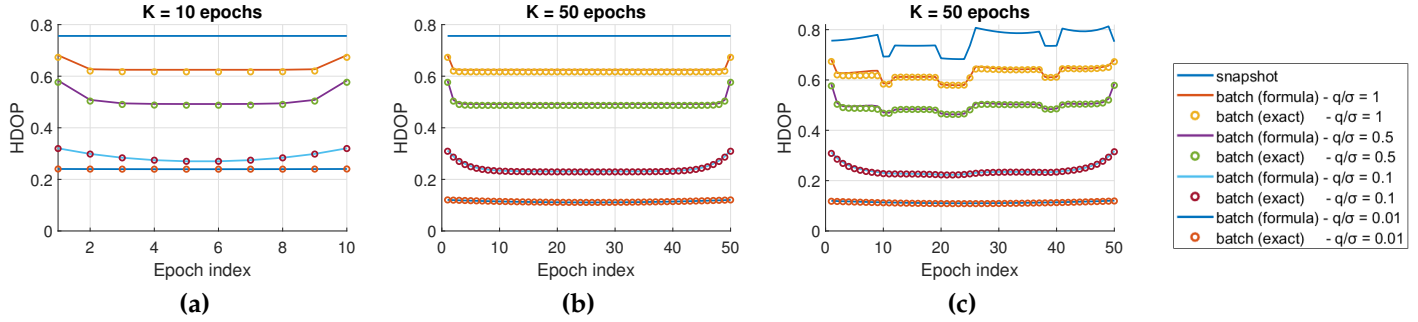 K = 10 epochs
HDOP
0.8
0.6
0.4
0.2
0
2
4
6
8
10
Epoch index
(a)
K = 50 epochs
HDOP
0.8
0.6
0.4
0.2
0
0
10
20
30
40
50
Epoch index
(b)
K = 50 epochs
HDOP
0.8
0.6
0.4
0.2
0
0
10
20
30
40
50
Epoch index
(c)
snapshot
batch (formula) - q/σ = 1
batch (exact) - q/σ = 1
batch (formula) - q/σ = 0.5
batch (exact) - q/σ = 0.5
batch (formula) - q/σ = 0.1
batch (exact) - q/σ = 0.1
batch (formula) - q/σ = 0.01
batch (exact) - q/σ = 0.01